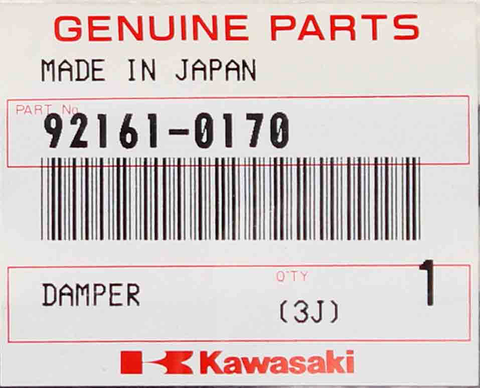 GENUINE PARTS
MADE IN JAPAN
PART No.
92161-0170
Q'TY 1
DAMPER (3J)
Kawasaki